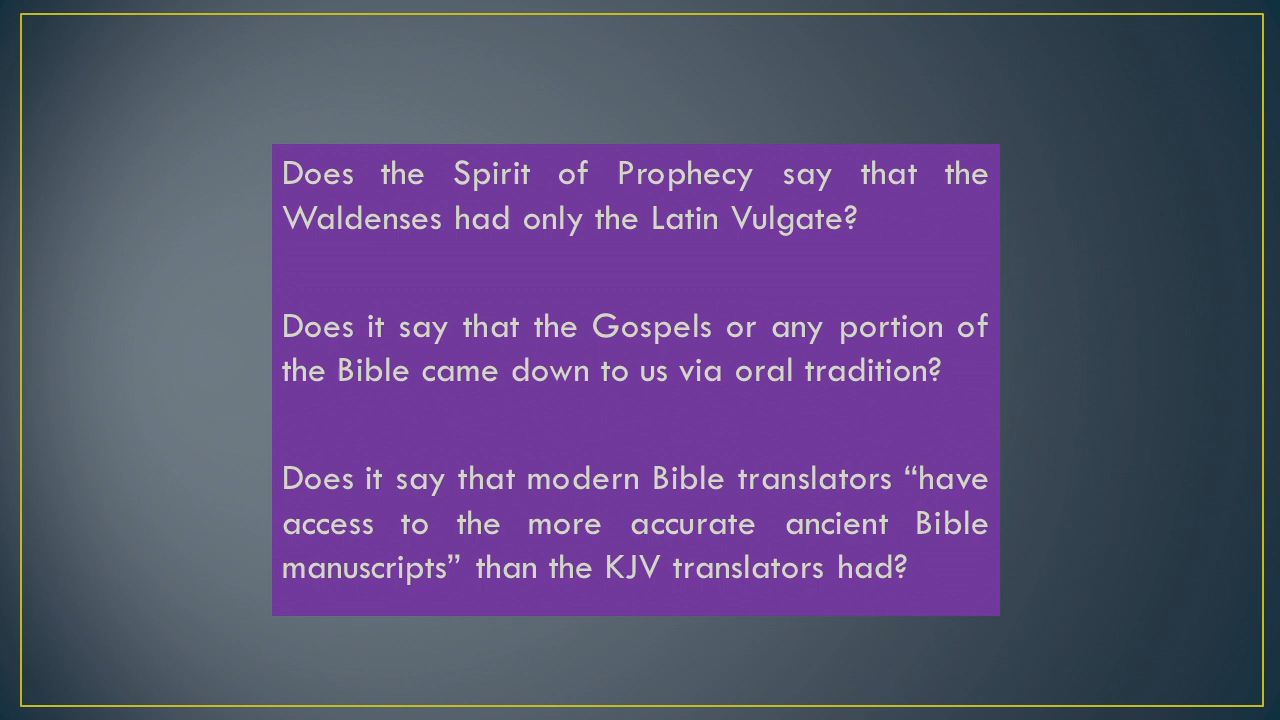 Does the Spirit of Prophecy say that the
Waldenses had only the Latin Vulgate?
Does it say that the Gospels or any portion of
the Bible came down to us via oral tradition?
Does it say that modern Bible translators “have
access to the more accurate ancient Bible
manuscripts” than the KJV translators had?